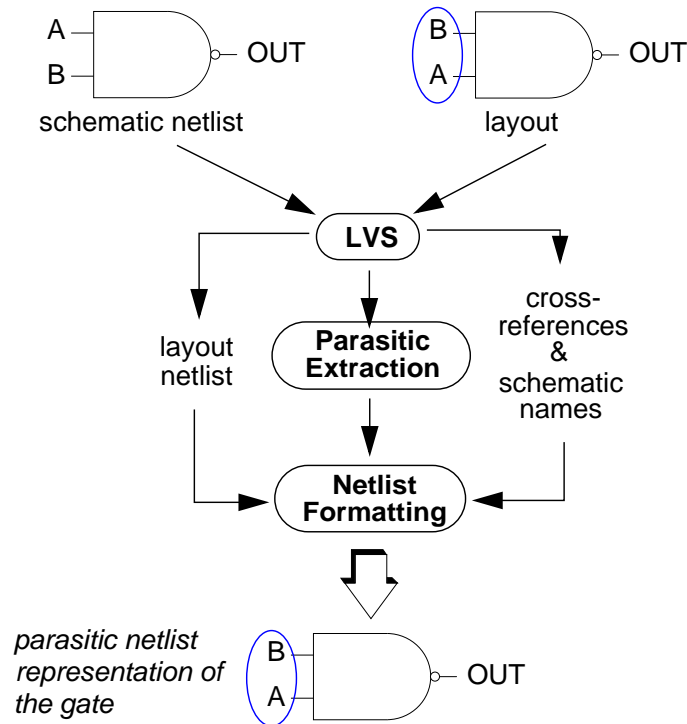 A
B
OUT
schematic netlist
B
A
OUT
layout
LVS
layout
netlist
Parasitic
Extraction
cross-
references
&
schematic
names
Netlist
Formatting
parasitic netlist
representation of
the gate
B
A
OUT